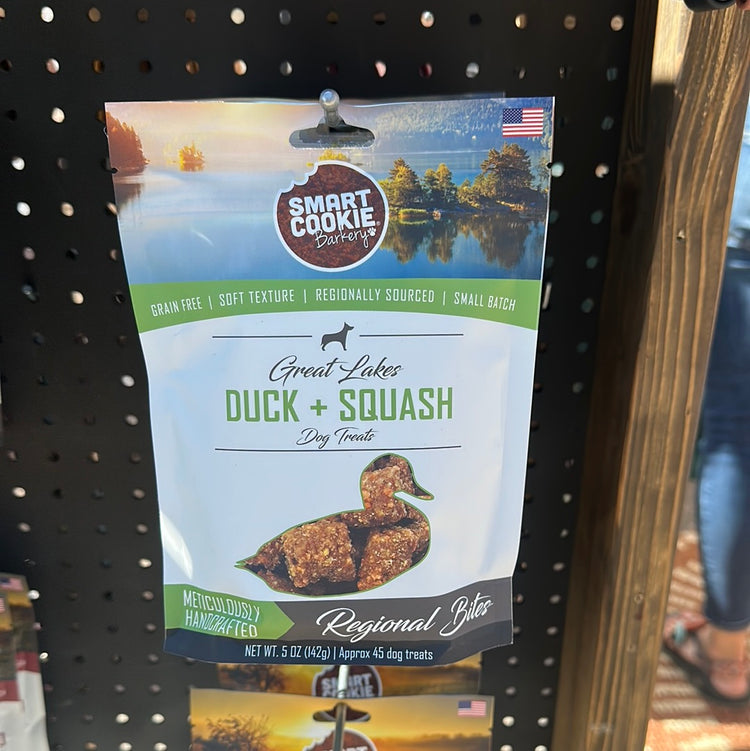 SMART
COOKIE
Barkery
GRAIN FREE | SOFT TEXTURE | REGIONALLY SOURCED | SMALL BATCH
Great Lakes
DUCK + SQUASH
Dog Treats
METICULOUSLY
HANDCRAFTED
Regional Bites
NET WT. 5 OZ (142g) | Approx 45 dog treats
SMART
COOKIE
SMART